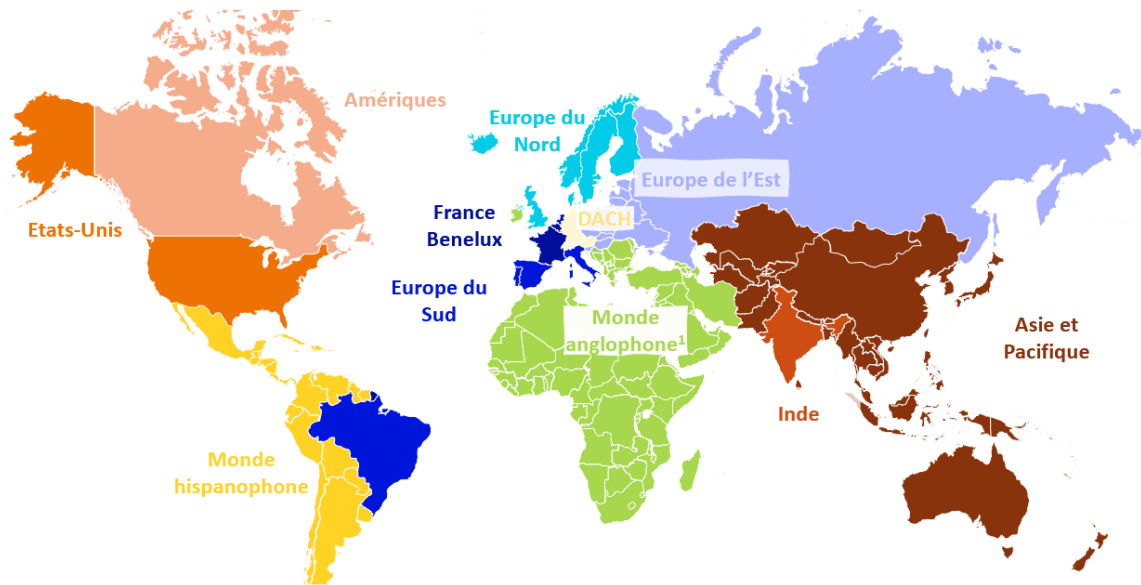 Amériques
Europe du
Nord
Europe de l'Est
Etats-Unis
France
Benelux
DACH
Europe du
Sud
Monde
anglophone¹
Asie et
Pacifique
Inde
Monde
hispanophone